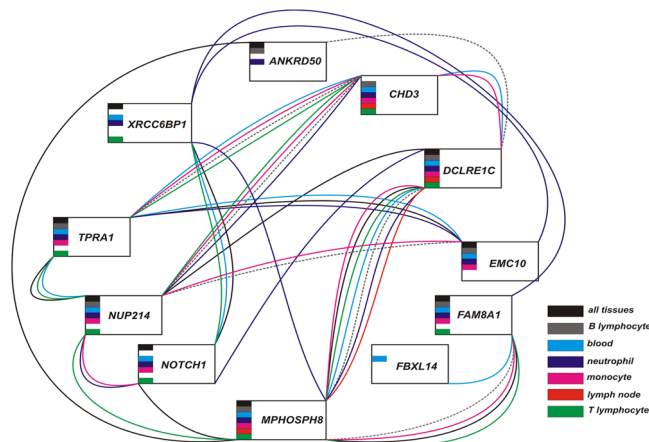 ANKRD50
CHD3
XRCC6BP1
DCLRE1C
TPRA1
EMC10
NUP214
FAM8A1
NOTCH1
FBXL14
MPHOSPH8
all tissues
B lymphocyte
blood
neutrophil
monocyte
lymph node
T lymphocyte